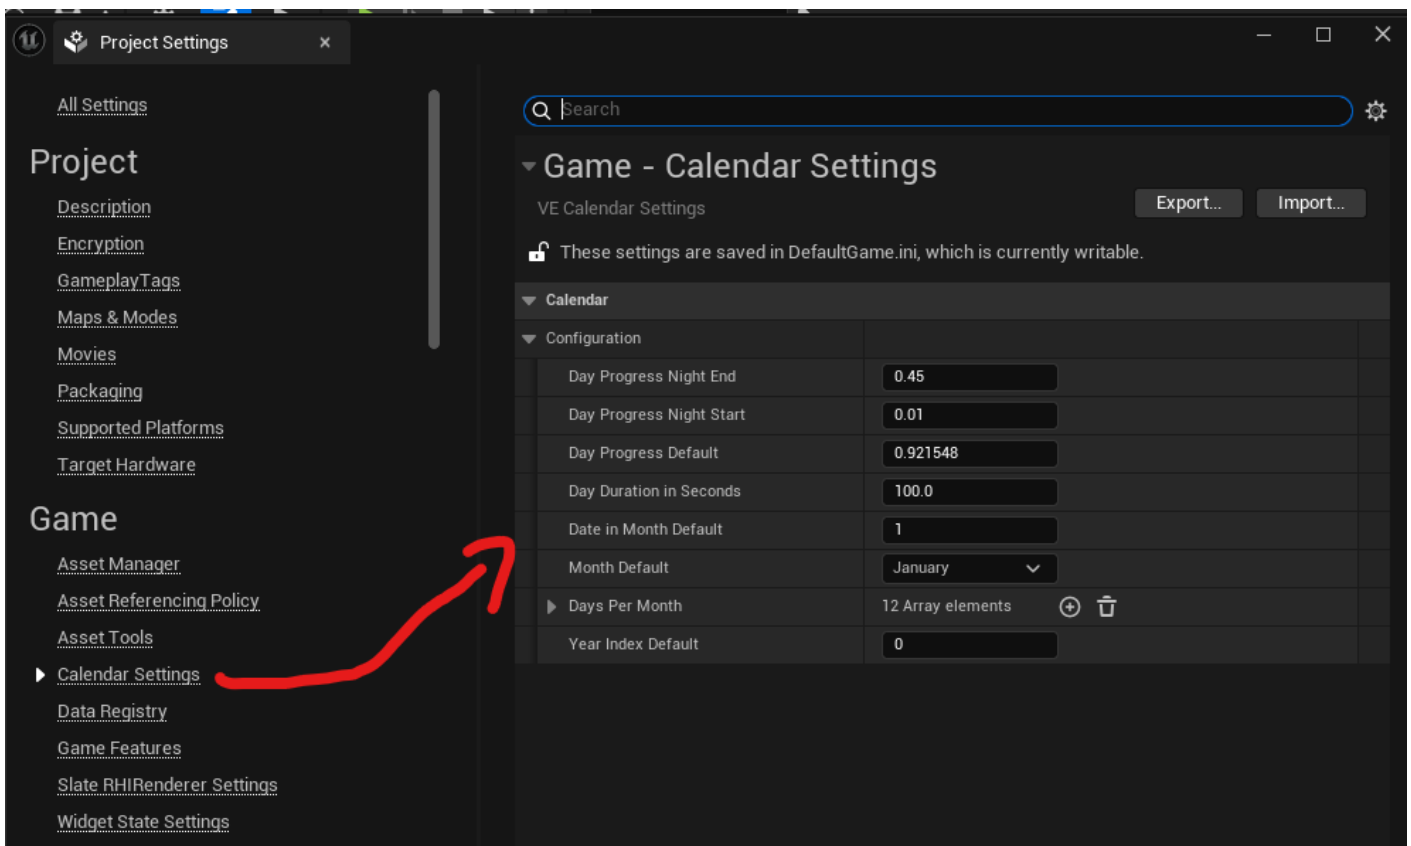 Project Settings
All Settings
Project
Description
Encryption
GameplayTags
Maps & Modes
Movies
Packaging
Supported Platforms
Target Hardware
Game
Asset Manager
Asset Referencing Policy
Asset Tools
Calendar Settings
Data Registry
Game Features
Slate RHIRenderer Settings
Widget State Settings
Search
Game - Calendar Settings
VE Calendar Settings
Export...
Import...
These settings are saved in DefaultGame.ini, which is currently writable.
Calendar
Configuration
Day Progress Night End 0.45
Day Progress Night Start 0.01
Day Progress Default 0.921548
Day Duration in Seconds 100.0
Date in Month Default 1
Month Default January
Days Per Month 12 Array elements
Year Index Default 0